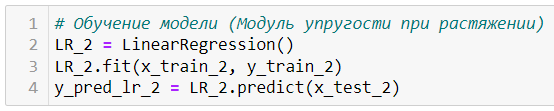 1 # Обучение модели (Модуль упругости при растяжении)
2 LR_2 = LinearRegression()
3 LR_2.fit(x_train_2, y_train_2)
4 y_pred_lr_2 = LR_2.predict(x_test_2)